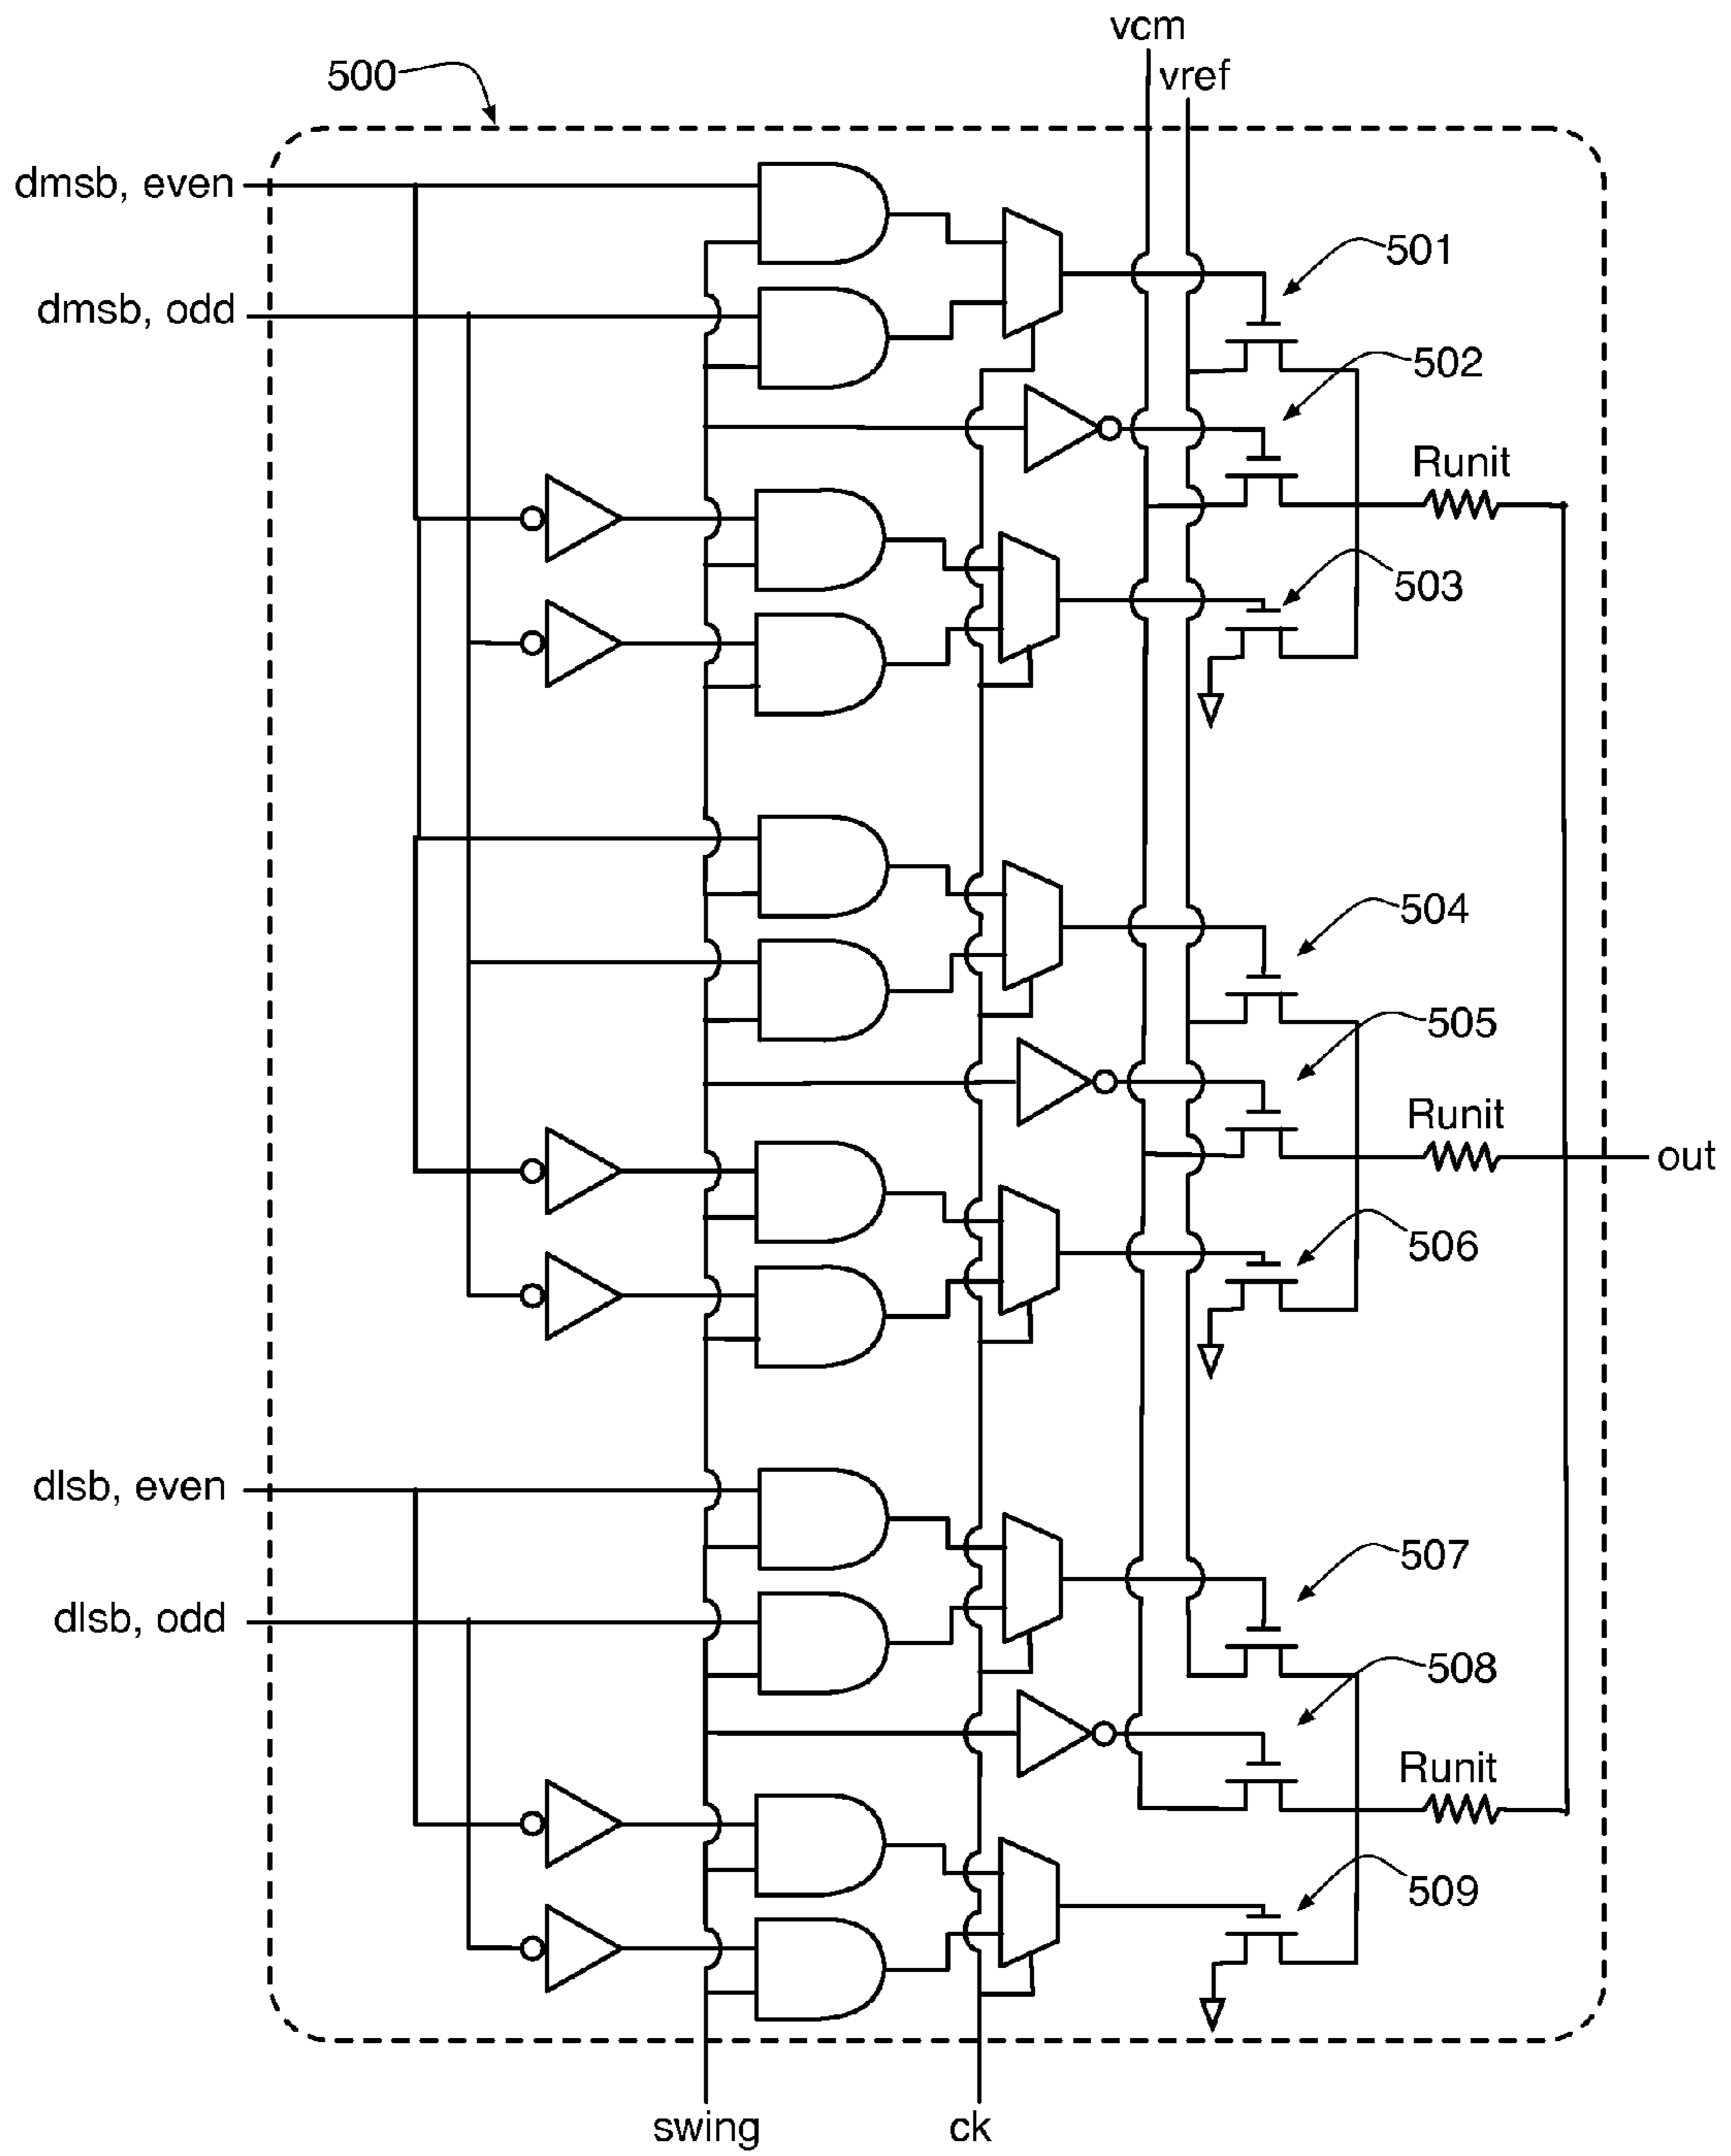 vcm
500
vref
dmsb, even
501
dmsb, odd
502
Runit
503
504
505
Runit
out
506
dlsb, even
507
dlsb, odd
508
Runit
509
swing
ck